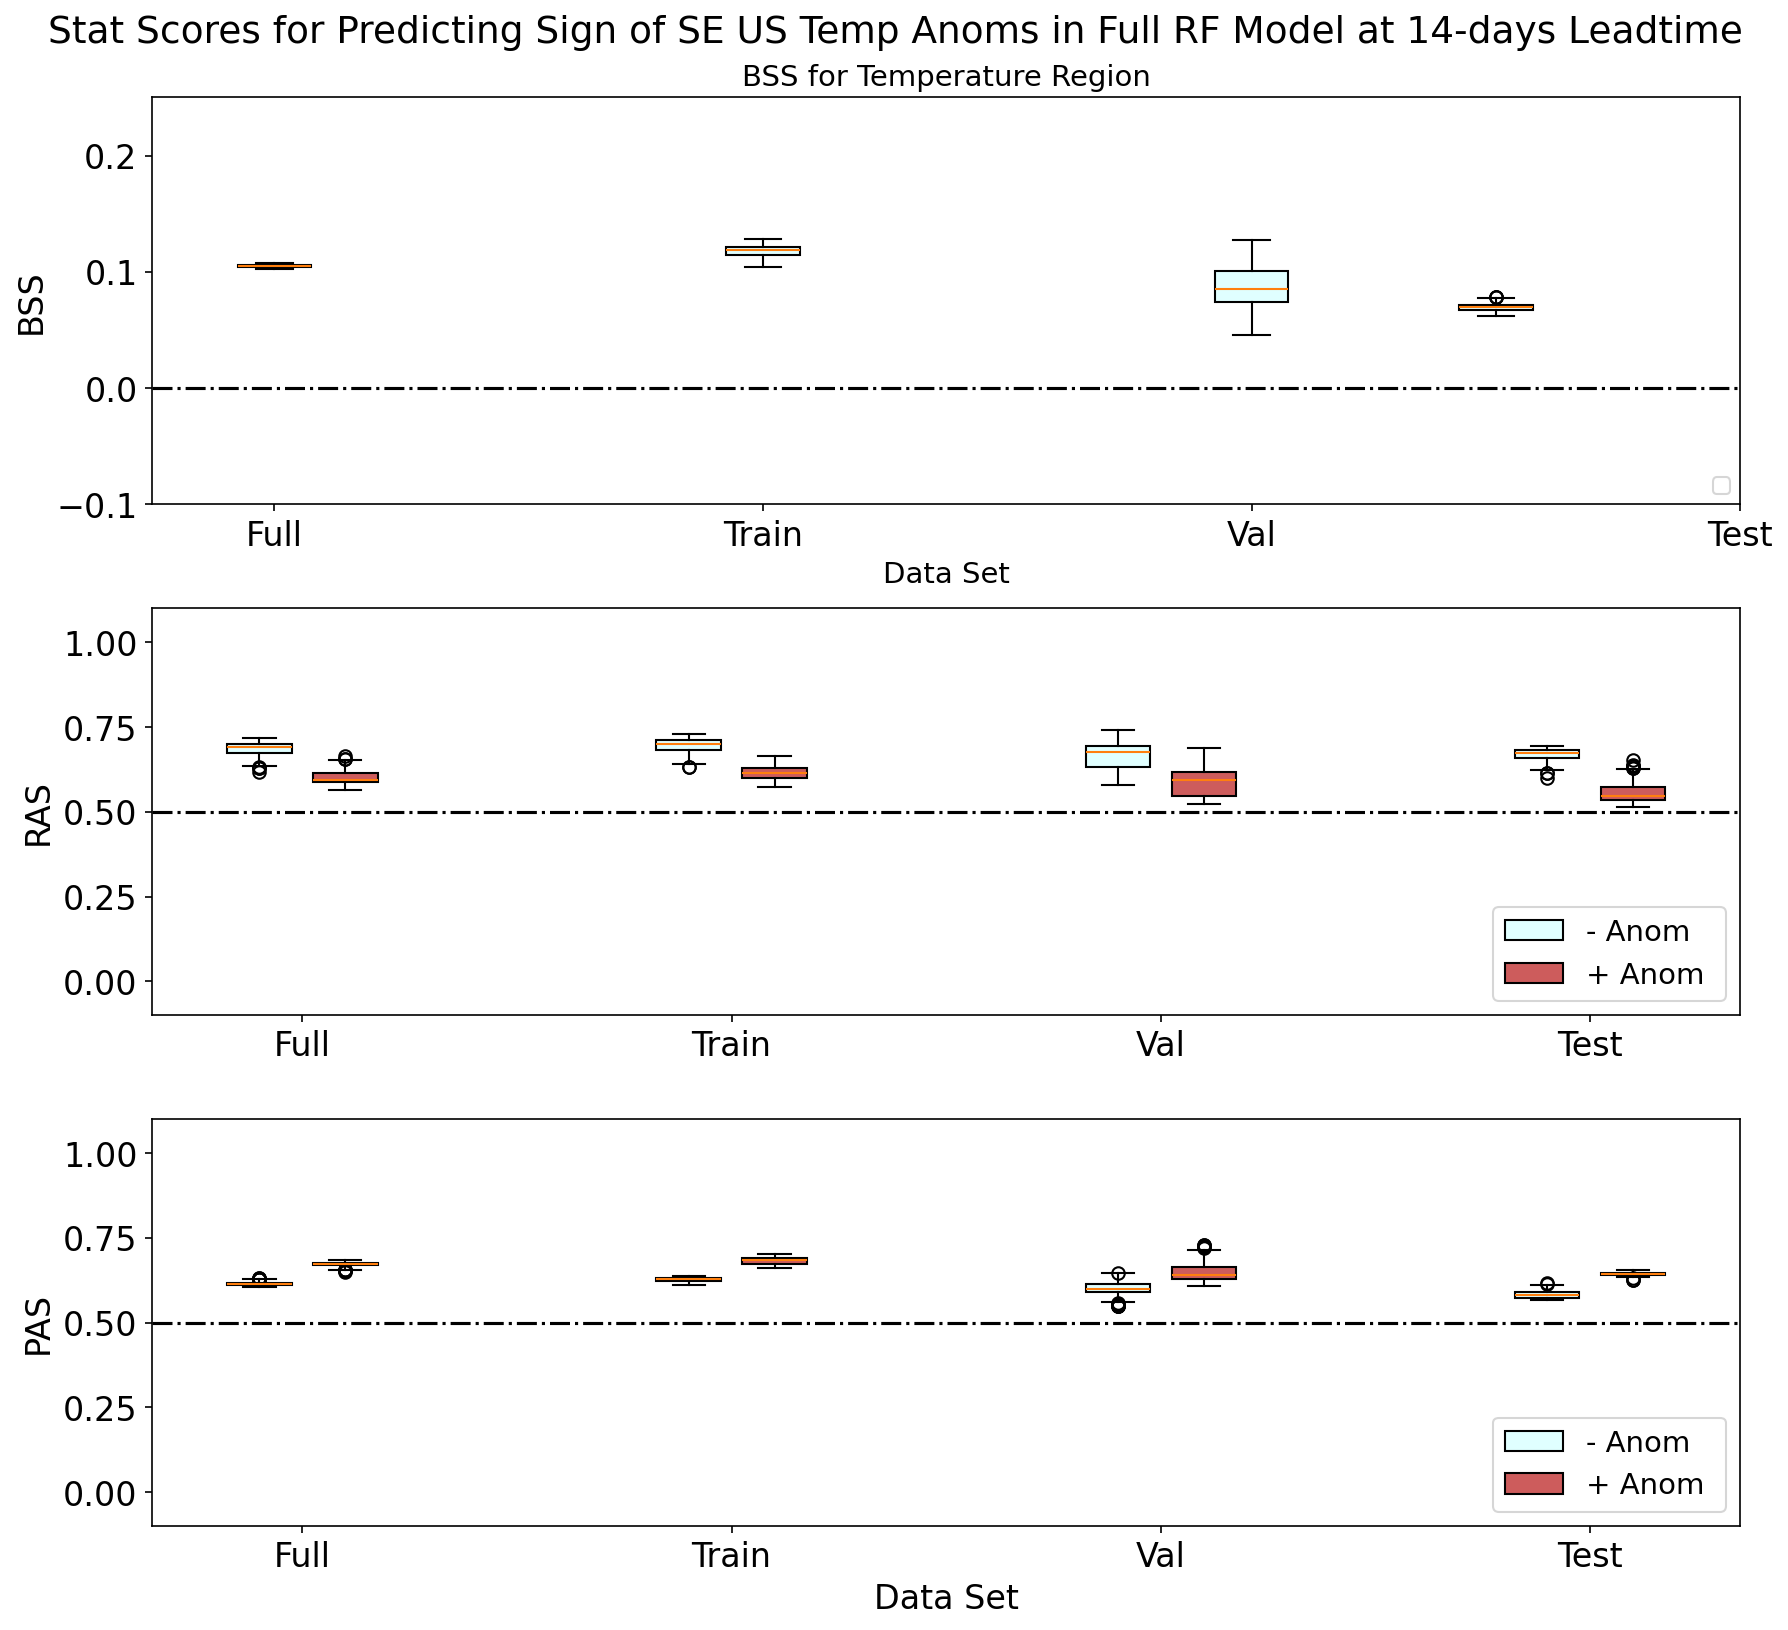 Stat Scores for Predicting Sign of SE US Temp Anoms in Full RF Model at 14-days Leadtime
BSS for Temperature Region
BSS
0.2
0.1
0.0
−0.1
Full Train Val Test
Data Set
RAS
1.00
0.75
0.50
0.25
0.00
- Anom
+ Anom
Full Train Val Test
PAS
1.00
0.75
0.50
0.25
0.00
- Anom
+ Anom
Full Train Val Test
Data Set